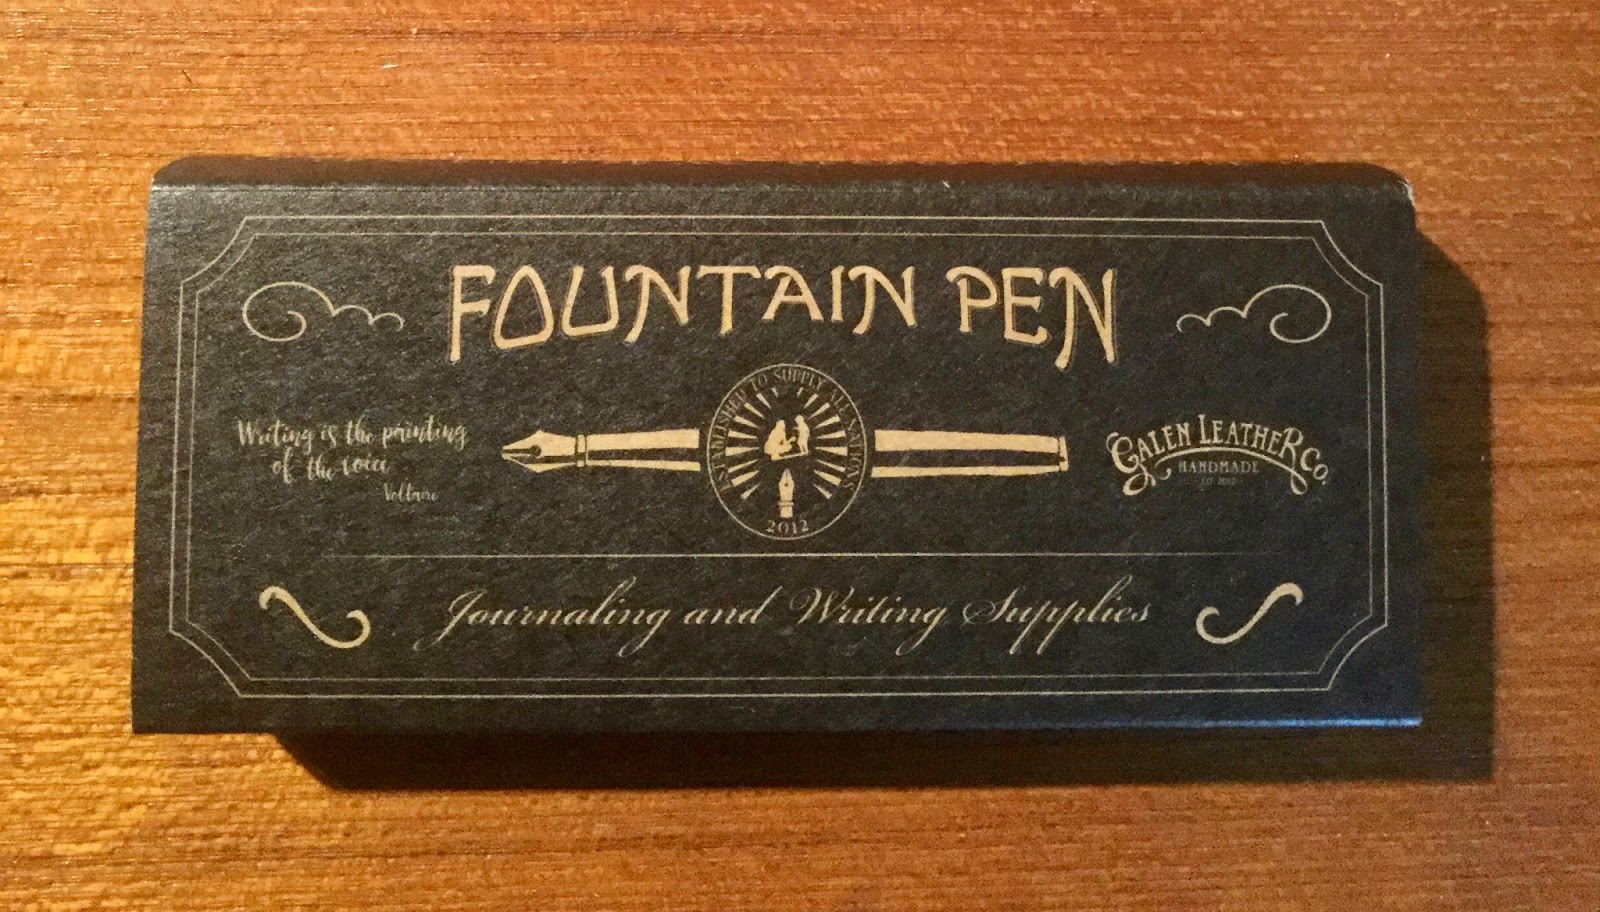 FOUNTAIN PEN
Writing is the painting
of the voice
Voltaire
ESTABLISHED TO SUPPLY ALL NATIONS
2012
GALEN LEATHER CO.
HANDMADE
Journaling and Writing Supplies